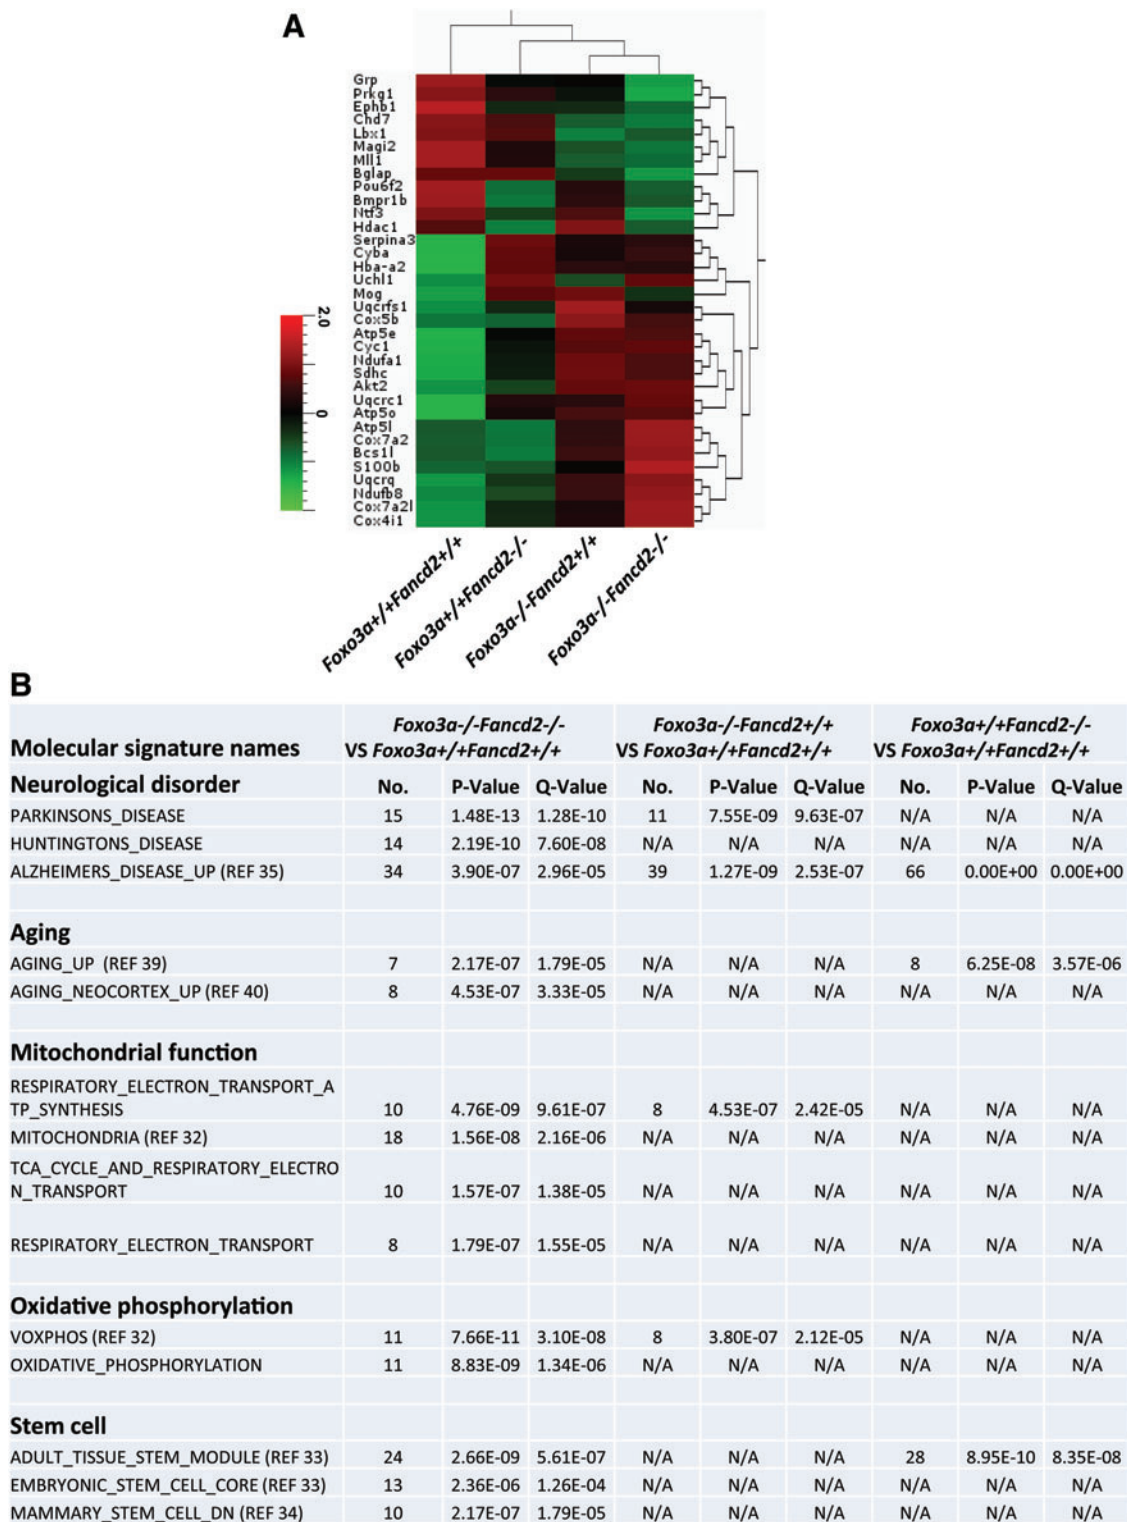 A
Grp
Prkg1
Ephb1
Chd7
Lbx1
Magi2
Mll1
Bglap
Pou6f2
Bmpr1b
Ntf3
Hdac1
Serpina3
Cyba
Hba-a2
Uchl1
Mog
Uqcrfs1
Cox5b
Atp5e
Cyc1
Ndufa1
Sdhc
Akt2
Uqcrc1
Atp5o
Atp5l
Cox7a2
Bcs1l
S100b
Uqcrq
Ndufb8
Cox7a2l
Cox4i1
2.0
0
Foxo3a+/+Fancd2+/+
Foxo3a+/+Fancd2-/-
Foxo3a-/-Fancd2+/+
Foxo3a-/-Fancd2-/-
B
Molecular signature names Foxo3a-/-Fancd2-/- VS Foxo3a+/+Fancd2+/+ Foxo3a-/-Fancd2+/+ VS Foxo3a+/+Fancd2+/+ Foxo3a+/+Fancd2-/- VS Foxo3a+/+Fancd2+/+
Neurological disorder No. P-Value Q-Value No. P-Value Q-Value No. P-Value Q-Value
PARKINSONS_DISEASE 15 1.48E-13 1.28E-10 11 7.55E-09 9.63E-07 N/A N/A N/A
HUNTINGTONS_DISEASE 14 2.19E-10 7.60E-08 N/A N/A N/A N/A N/A N/A
ALZHEIMERS_DISEASE_UP (REF 35) 34 3.90E-07 2.96E-05 39 1.27E-09 2.53E-07 66 0.00E+00 0.00E+00
Aging
AGING_UP (REF 39) 7 2.17E-07 1.79E-05 N/A N/A N/A 8 6.25E-08 3.57E-06
AGING_NEOCORTEX_UP (REF 40) 8 4.53E-07 3.33E-05 N/A N/A N/A N/A N/A N/A
Mitochondrial function
RESPIRATORY_ELECTRON_TRANSPORT_A
TP_SYNTHESIS 10 4.76E-09 9.61E-07 8 4.53E-07 2.42E-05 N/A N/A N/A
MITOCHONDRIA (REF 32) 18 1.56E-08 2.16E-06 N/A N/A N/A N/A N/A N/A
TCA_CYCLE_AND_RESPIRATORY_ELECTRO
N_TRANSPORT 10 1.57E-07 1.38E-05 N/A N/A N/A N/A N/A N/A
RESPIRATORY_ELECTRON_TRANSPORT 8 1.79E-07 1.55E-05 N/A N/A N/A N/A N/A N/A
Oxidative phosphorylation
VOXPHOS (REF 32) 11 7.66E-11 3.10E-08 8 3.80E-07 2.12E-05 N/A N/A N/A
OXIDATIVE_PHOSPHORYLATION 11 8.83E-09 1.34E-06 N/A N/A N/A N/A N/A N/A
Stem cell
ADULT_TISSUE_STEM_MODULE (REF 33) 24 2.66E-09 5.61E-07 N/A N/A N/A 28 8.95E-10 8.35E-08
EMBRYONIC_STEM_CELL_CORE (REF 33) 13 2.36E-06 1.26E-04 N/A N/A N/A N/A N/A N/A
MAMMARY_STEM_CELL_DN (REF 34) 10 2.17E-07 1.79E-05 N/A N/A N/A N/A N/A N/A